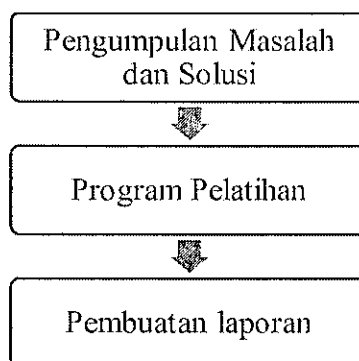 Pengumpulan Masalah
dan Solusi
Program Pelatihan
Pembuatan laporan